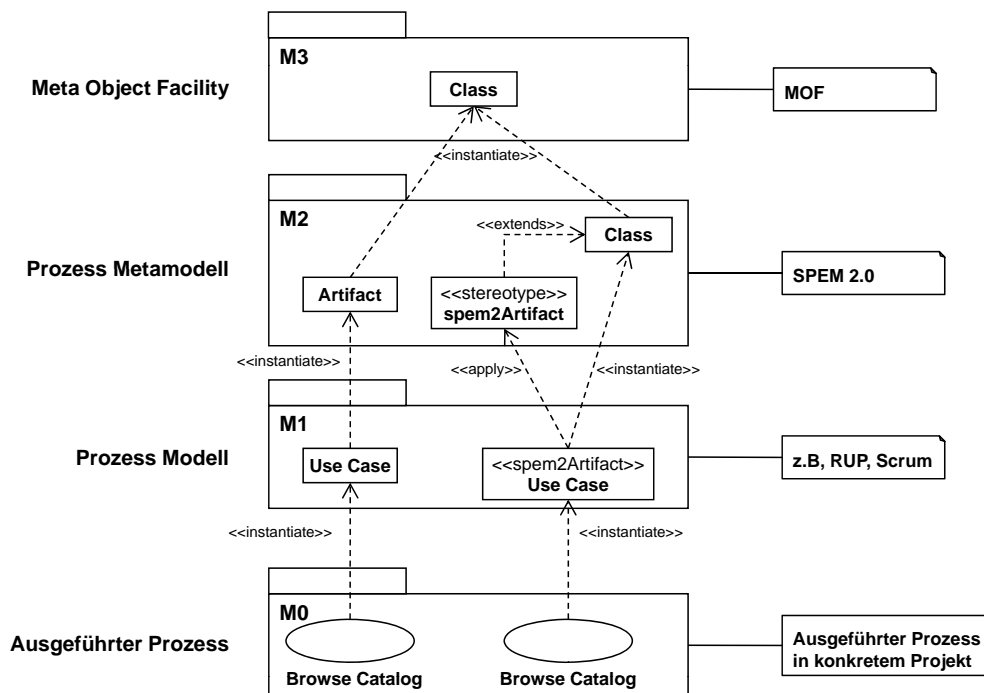 M3
Meta Object Facility
Class
MOF
<<instantiate>>
M2
<<extends>>
Class
Prozess Metamodell
Artifact
<<stereotype>>
spem2Artifact
SPEM 2.0
<<instantiate>>
<<apply>>
<<instantiate>>
M1
Prozess Modell
Use Case
<<spem2Artifact>>
Use Case
z.B, RUP, Scrum
<<instantiate>>
<<instantiate>>
M0
Ausgeführter Prozess
Browse Catalog
Browse Catalog
Ausgeführter Prozess
in konkretem Projekt